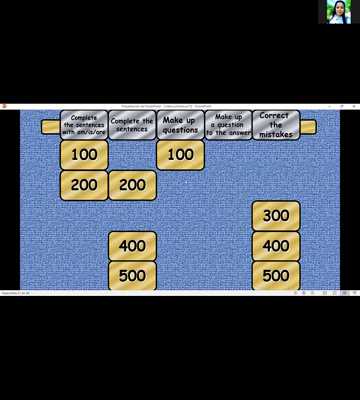 Complete
the sentences
with am/is/are
Complete the
sentences
Make up
questions
Make up
a question
to the answer
Correct
the
mistakes
100
100
200
200
300
400
400
500
500